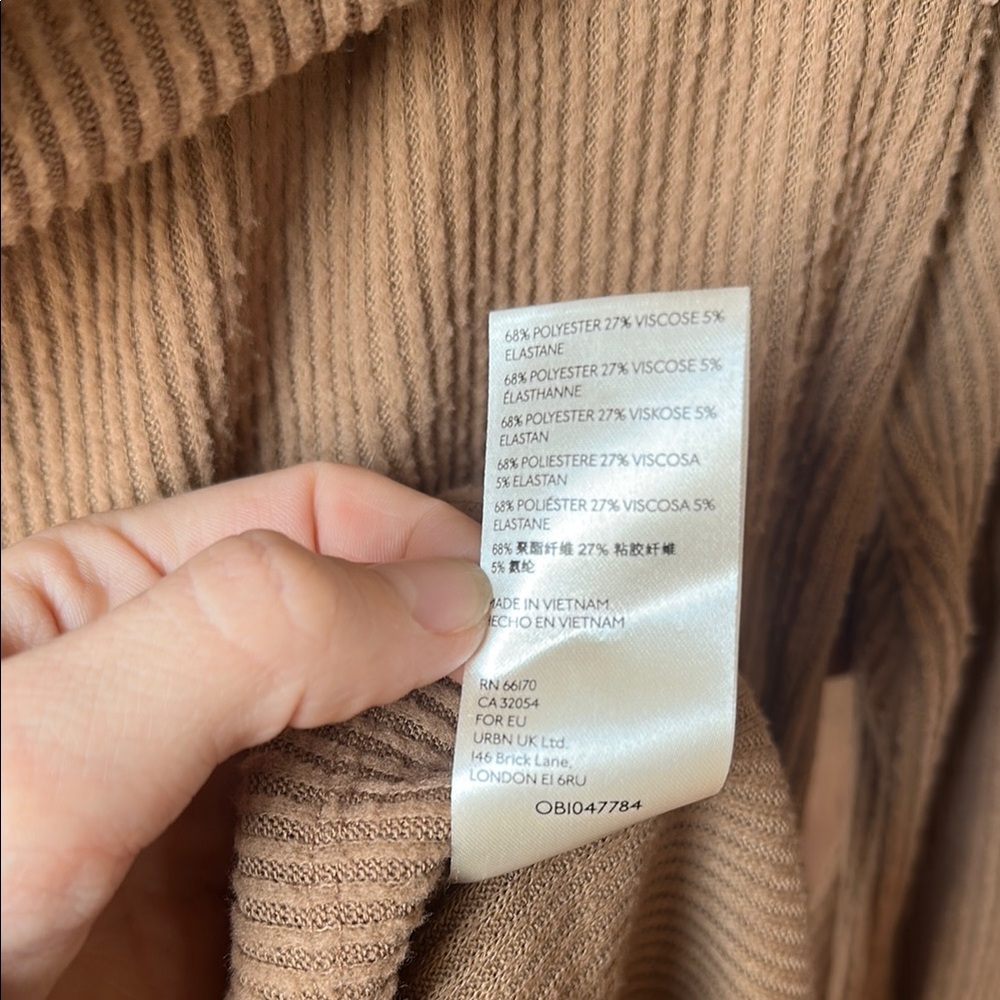 68% POLYESTER 27% VISCOSE 5%
ELASTANE
68% POLYESTER 27% VISCOSE 5%
ÉLASTHANNE
68% POLYESTER 27% VISKOSE 5%
ELASTAN
68% POLIESTERE 27% VISCOSA
5% ELASTAN
68% POLIÉSTER 27% VISCOSA 5%
ELASTANE
68% 聚酯纤维 27% 粘胶纤维
5% 氨纶
MADE IN VIETNAM
HECHO EN VIETNAM
RN 66170
CA 32054
FOR EU
URBN UK Ltd.
146 Brick Lane,
LONDON E1 6RU
OB1047784